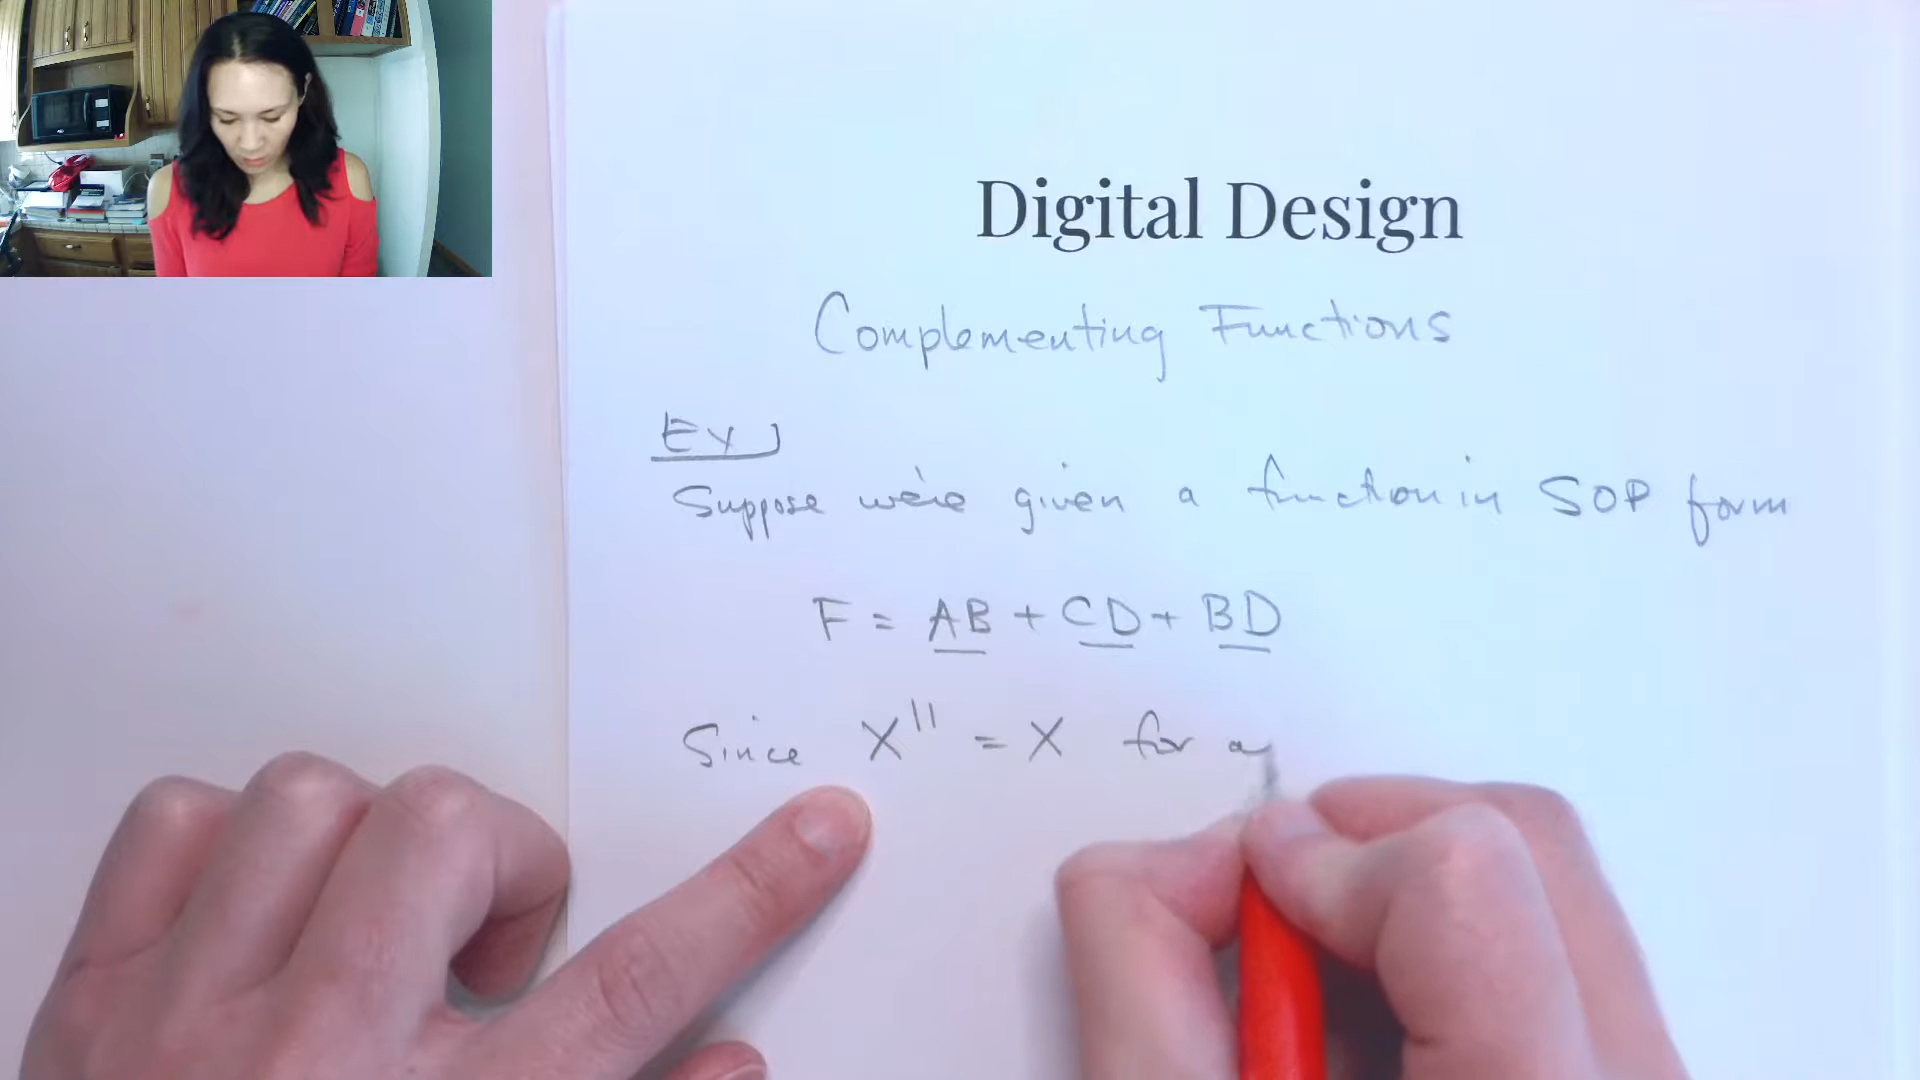 Digital Design
Complementing Functions
Ex
Suppose we're given a function in SOP form
F = AB + CD + BD
Since X'' = X for a